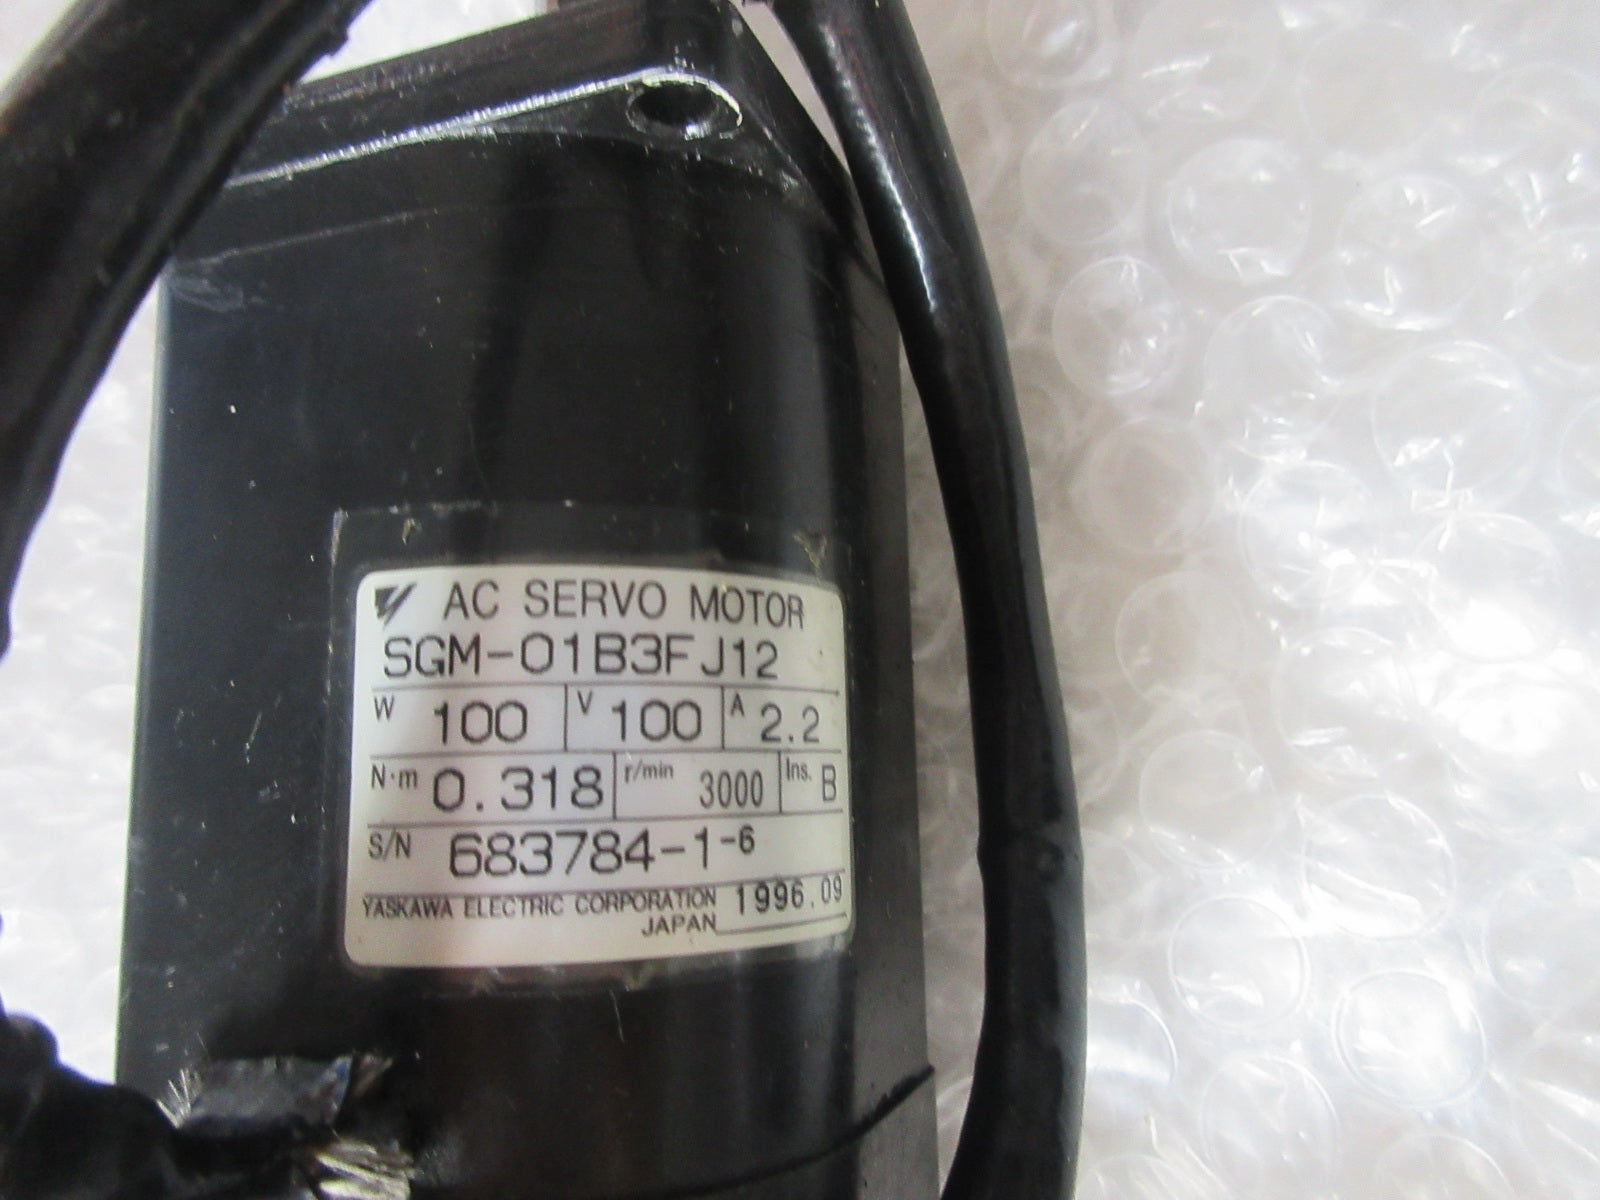 AC SERVO MOTOR
SGM-01B3FJ12
W 100 V 100 A 2.2
N·m 0.318 r/min 3000 Ins. B
S/N 683784-1-6
YASKAWA ELECTRIC CORPORATION 1996.09
JAPAN